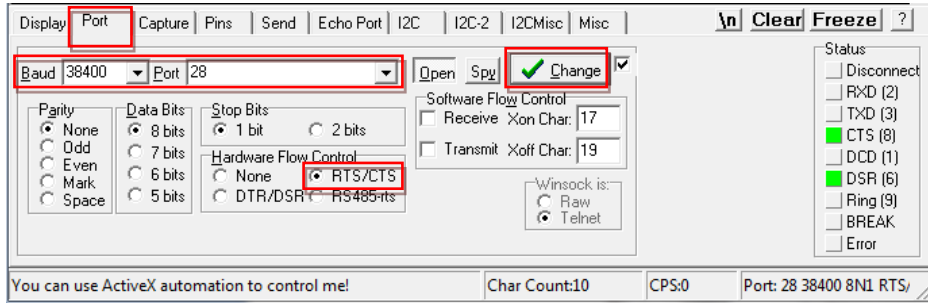 Display Port Capture Pins Send Echo Port I2C I2C-2 I2CMisc Misc \n Clear Freeze ?
Baud 38400 Port 28 Open Spy Change
Parity
None
Odd
Even
Mark
Space
Data Bits
8 bits
7 bits
6 bits
5 bits
Stop Bits
1 bit 2 bits
Hardware Flow Control
None RTS/CTS
DTR/DSR RS485-rts
Software Flow Control
Receive Xon Char: 17
Transmit Xoff Char: 19
Winsock is:
Raw
Telnet
Status
Disconnect
RXD (2)
TXD (3)
CTS (8)
DCD (1)
DSR (6)
Ring (9)
BREAK
Error
You can use ActiveX automation to control me! Char Count:10 CPS:0 Port: 28 38400 8N1 RTS/